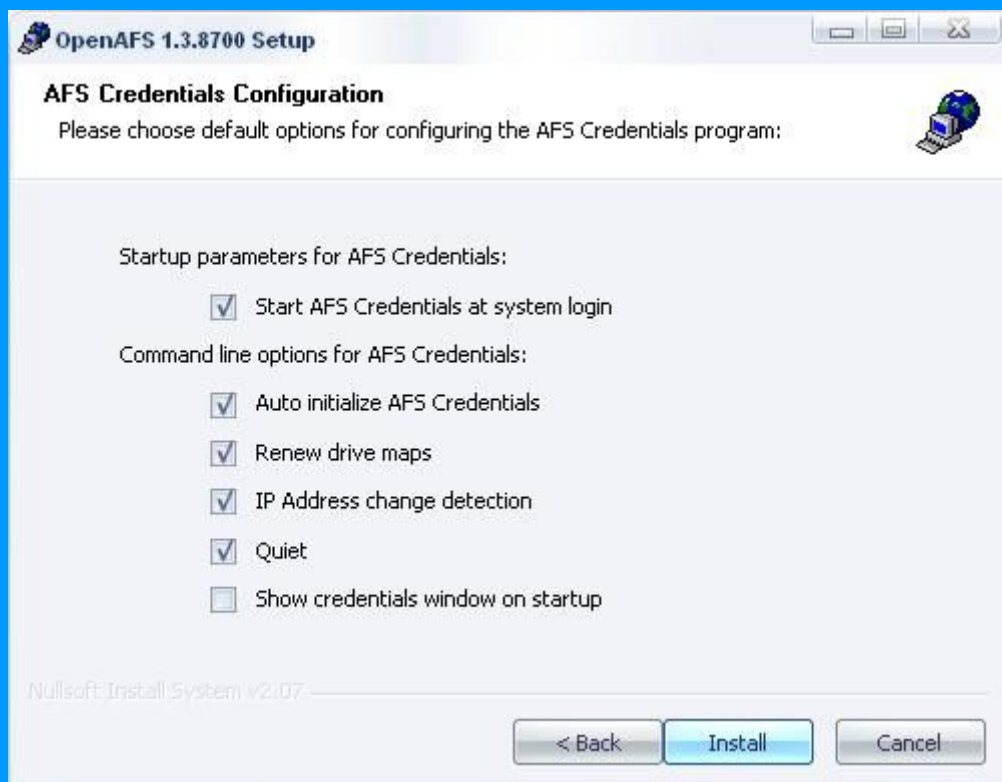 OpenAFS 1.3.8700 Setup
AFS Credentials Configuration
Please choose default options for configuring the AFS Credentials program:
Startup parameters for AFS Credentials:
Start AFS Credentials at system login
Command line options for AFS Credentials:
Auto initialize AFS Credentials
Renew drive maps
IP Address change detection
Quiet
Show credentials window on startup
Nullsoft Install System v2.07
< Back Install Cancel